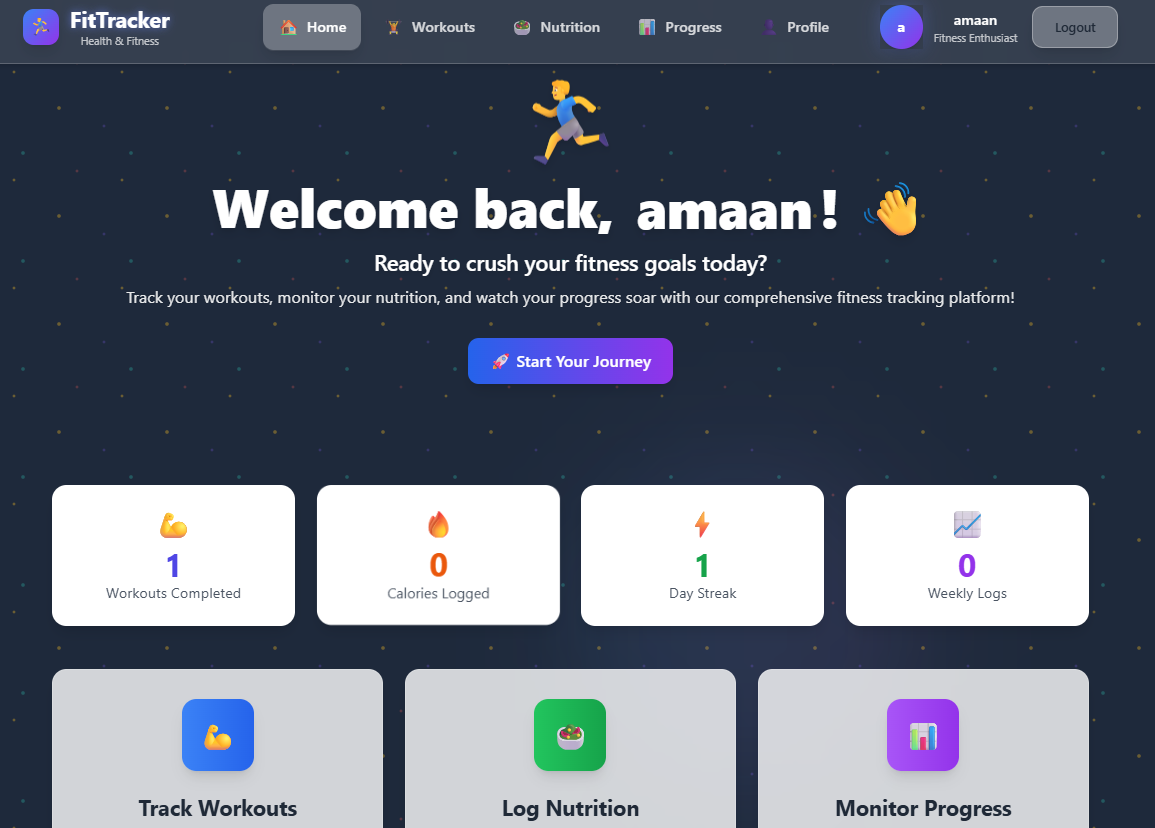 FitTracker
Health & Fitness
Home
Workouts
Nutrition
Progress
Profile
a
amaan
Fitness Enthusiast
Logout
Welcome back, amaan!
Ready to crush your fitness goals today?
Track your workouts, monitor your nutrition, and watch your progress soar with our comprehensive fitness tracking platform!
Start Your Journey
1
Workouts Completed
0
Calories Logged
1
Day Streak
0
Weekly Logs
Track Workouts
Log Nutrition
Monitor Progress